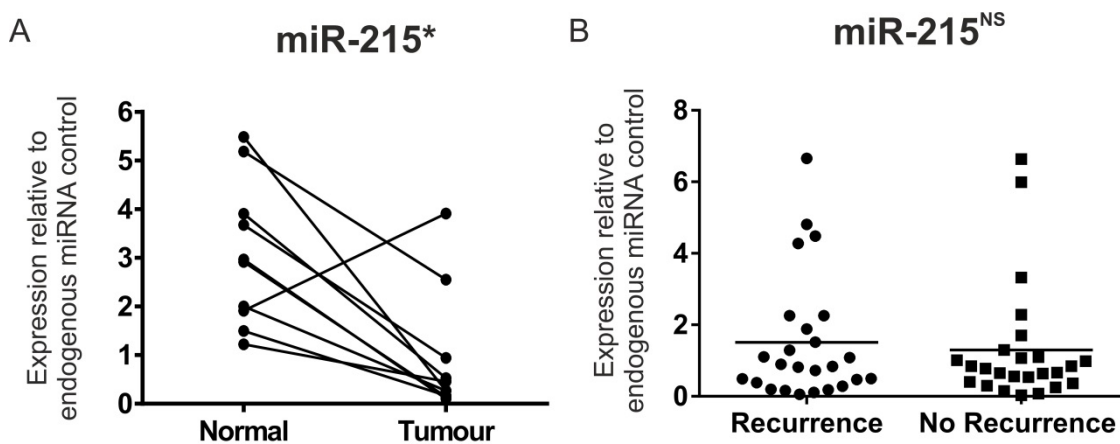 A
miR-215*
Expression relative to
endogenous miRNA control
6
5
4
3
2
1
0
Normal
Tumour
B
miR-215NS
Expression relative to
endogenous miRNA control
8
6
4
2
0
Recurrence
No Recurrence